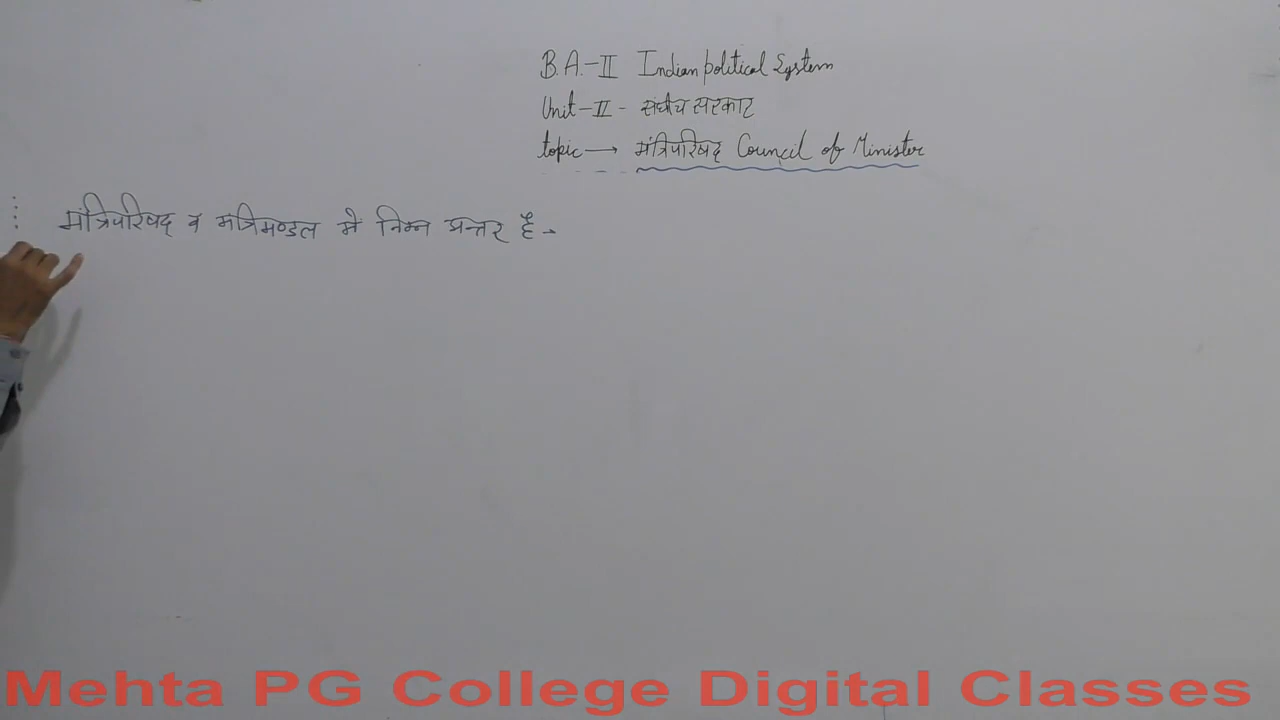 B.A.-II Indian political System
Unit-II - संघीय सरकार
topic → मंत्रिपरिषद् Council of Minister
मंत्रिपरिषद् व मंत्रिमण्डल में निम्न अन्तर है -
Mehta PG College Digital Classes